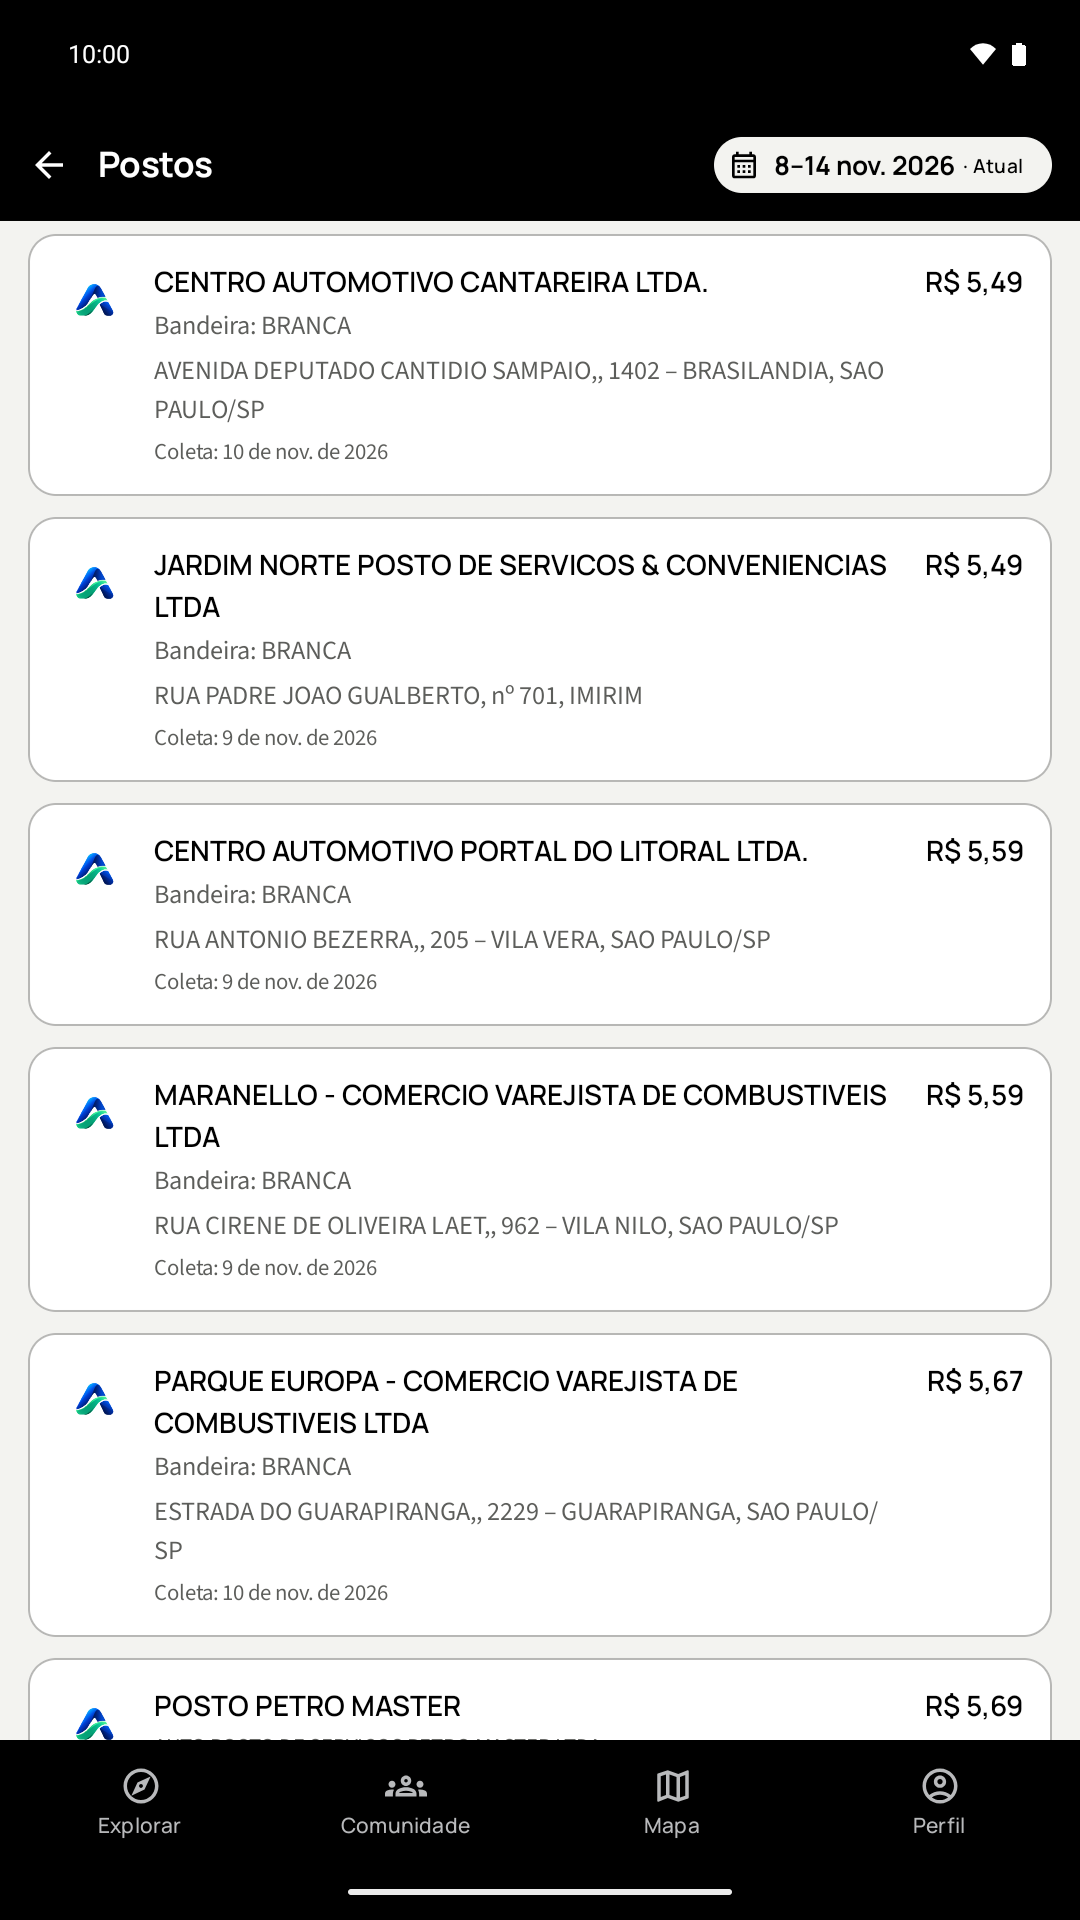 10:00
Postos
8–14 nov. 2026 · Atual
CENTRO AUTOMOTIVO CANTAREIRA LTDA.
R$ 5,49
Bandeira: BRANCA
AVENIDA DEPUTADO CANTIDIO SAMPAIO,, 1402 – BRASILANDIA, SAO
PAULO/SP
Coleta: 10 de nov. de 2026
JARDIM NORTE POSTO DE SERVICOS & CONVENIENCIAS
LTDA
R$ 5,49
Bandeira: BRANCA
RUA PADRE JOAO GUALBERTO, nº 701, IMIRIM
Coleta: 9 de nov. de 2026
CENTRO AUTOMOTIVO PORTAL DO LITORAL LTDA.
R$ 5,59
Bandeira: BRANCA
RUA ANTONIO BEZERRA,, 205 – VILA VERA, SAO PAULO/SP
Coleta: 9 de nov. de 2026
MARANELLO - COMERCIO VAREJISTA DE COMBUSTIVEIS
LTDA
R$ 5,59
Bandeira: BRANCA
RUA CIRENE DE OLIVEIRA LAET,, 962 – VILA NILO, SAO PAULO/SP
Coleta: 9 de nov. de 2026
PARQUE EUROPA - COMERCIO VAREJISTA DE
COMBUSTIVEIS LTDA
R$ 5,67
Bandeira: BRANCA
ESTRADA DO GUARAPIRANGA,, 2229 – GUARAPIRANGA, SAO PAULO/
SP
Coleta: 10 de nov. de 2026
POSTO PETRO MASTER
R$ 5,69
Explorar
Comunidade
Mapa
Perfil